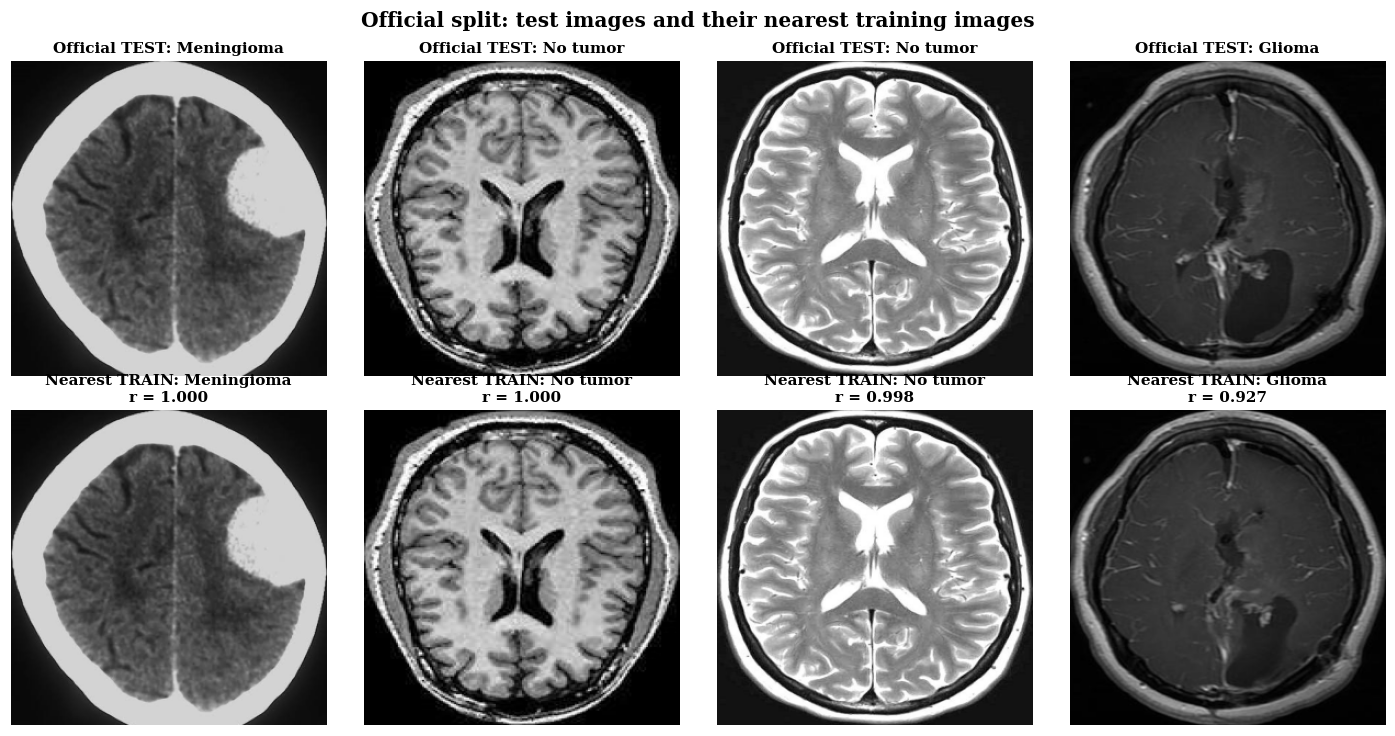 Official split: test images and their nearest training images
Official TEST: Meningioma
Official TEST: No tumor
Official TEST: No tumor
Official TEST: Glioma
Nearest TRAIN: Meningioma
r = 1.000
Nearest TRAIN: No tumor
r = 1.000
Nearest TRAIN: No tumor
r = 0.998
Nearest TRAIN: Glioma
r = 0.927